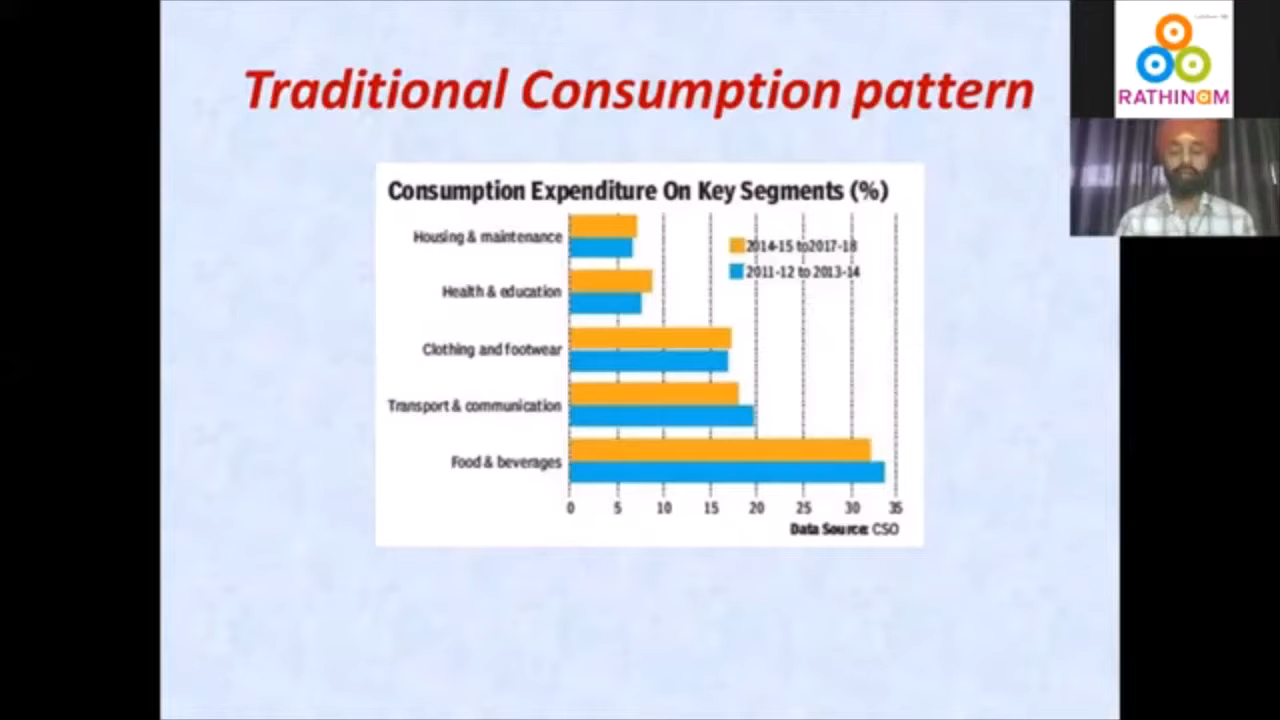 Traditional Consumption pattern
RATHINAM
Consumption Expenditure On Key Segments (%)
2014-15 to2017-18
2011-12 to 2013-14
Housing & maintenance
Health & education
Clothing and footwear
Transport & communication
Food & beverages
0 5 10 15 20 25 30 35
Data Source: CSO